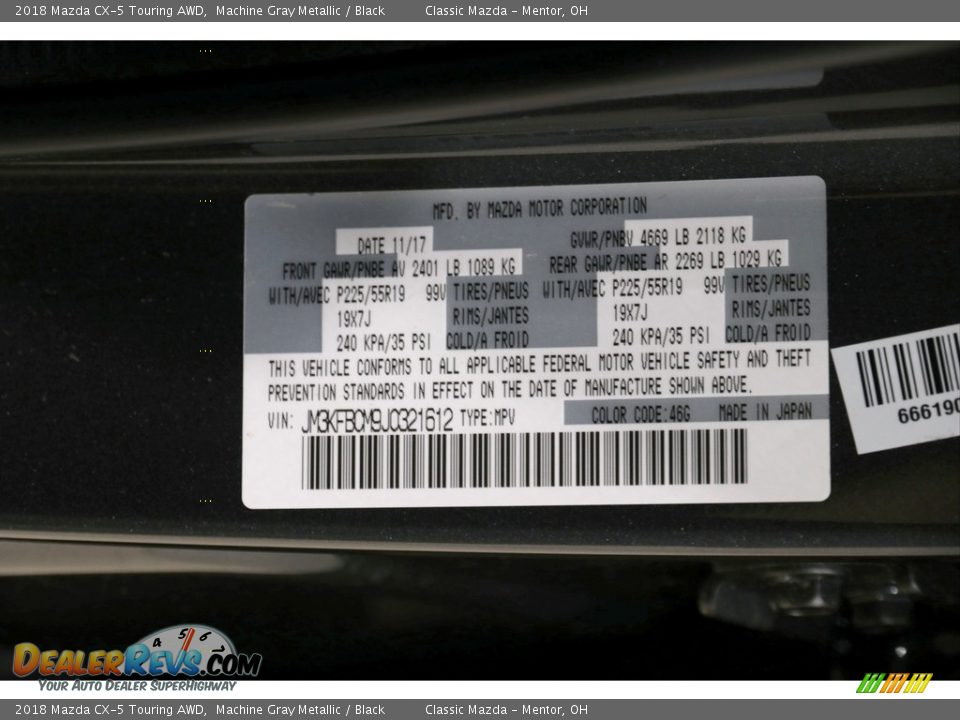 2018 Mazda CX-5 Touring AWD, Machine Gray Metallic / Black Classic Mazda - Mentor, OH
MFD. BY MAZDA MOTOR CORPORATION
DATE 11/17 GVWR/PNBV 4669 LB 2118 KG
FRONT GAWR/PNBE AV 2401 LB 1089 KG REAR GAWR/PNBE AR 2269 LB 1029 KG
WITH/AVEC P225/55R19 99V TIRES/PNEUS WITH/AVEC P225/55R19 99V TIRES/PNEUS
19X7J RIMS/JANTES 19X7J RIMS/JANTES
240 KPA/35 PSI COLD/A FROID 240 KPA/35 PSI COLD/A FROID
THIS VEHICLE CONFORMS TO ALL APPLICABLE FEDERAL MOTOR VEHICLE SAFETY AND THEFT
PREVENTION STANDARDS IN EFFECT ON THE DATE OF MANUFACTURE SHOWN ABOVE.
VIN: JM3KFBCM9J0321612 TYPE:MPV COLOR CODE:46G MADE IN JAPAN
666190
4 5 6
DEALERREVS.COM
YOUR AUTO DEALER SUPERHIGHWAY
2018 Mazda CX-5 Touring AWD, Machine Gray Metallic / Black Classic Mazda - Mentor, OH